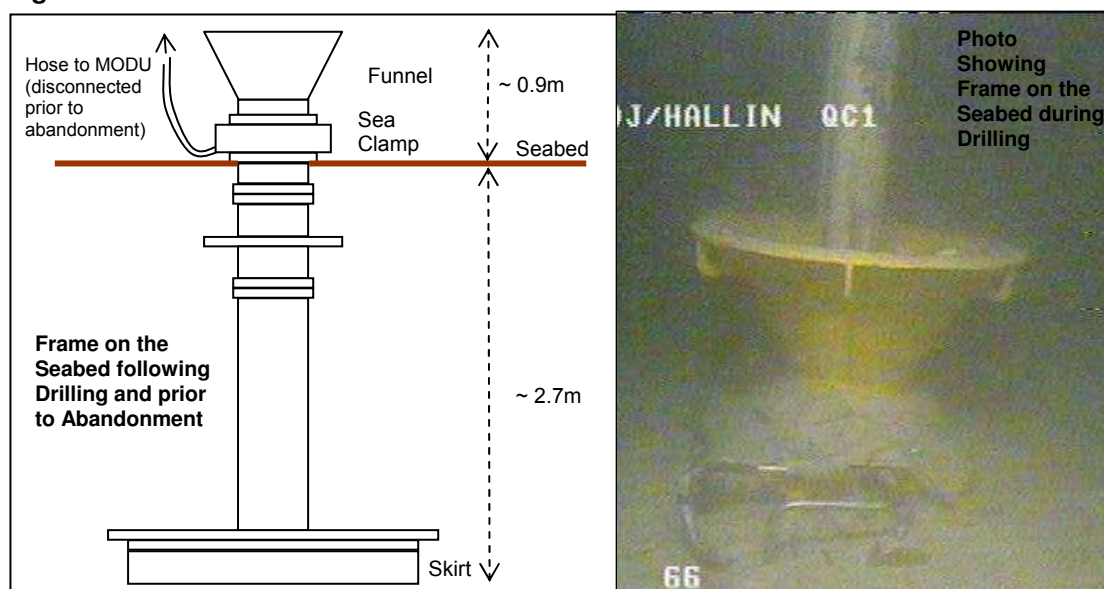 Hose to MODU
(disconnected
prior to
abandonment)
Funnel
~ 0.9m
Sea
Clamp
Seabed
Frame on the
Seabed following
Drilling and prior
to Abandonment
~ 2.7m
Skirt
Photo
Showing
Frame on the
Seabed during
Drilling
J/HALLIN QC1
66